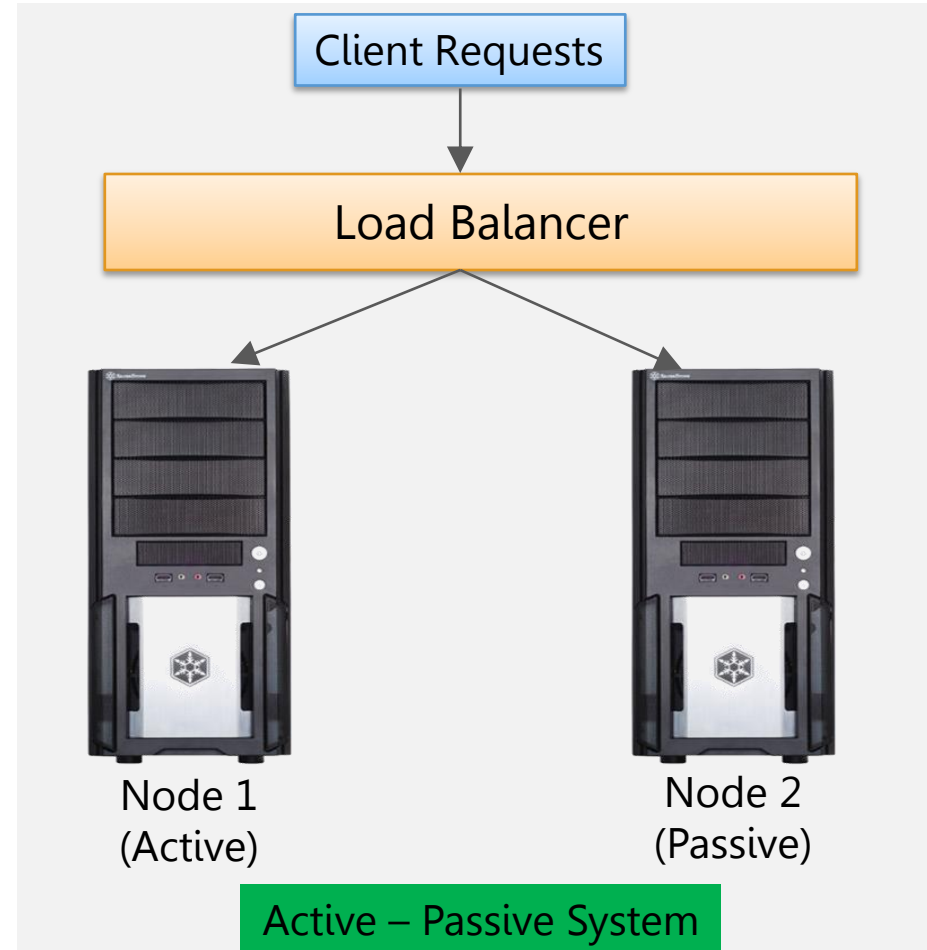 Client Requests
Load Balancer
Node 1
(Active)
Node 2
(Passive)
Active – Passive System